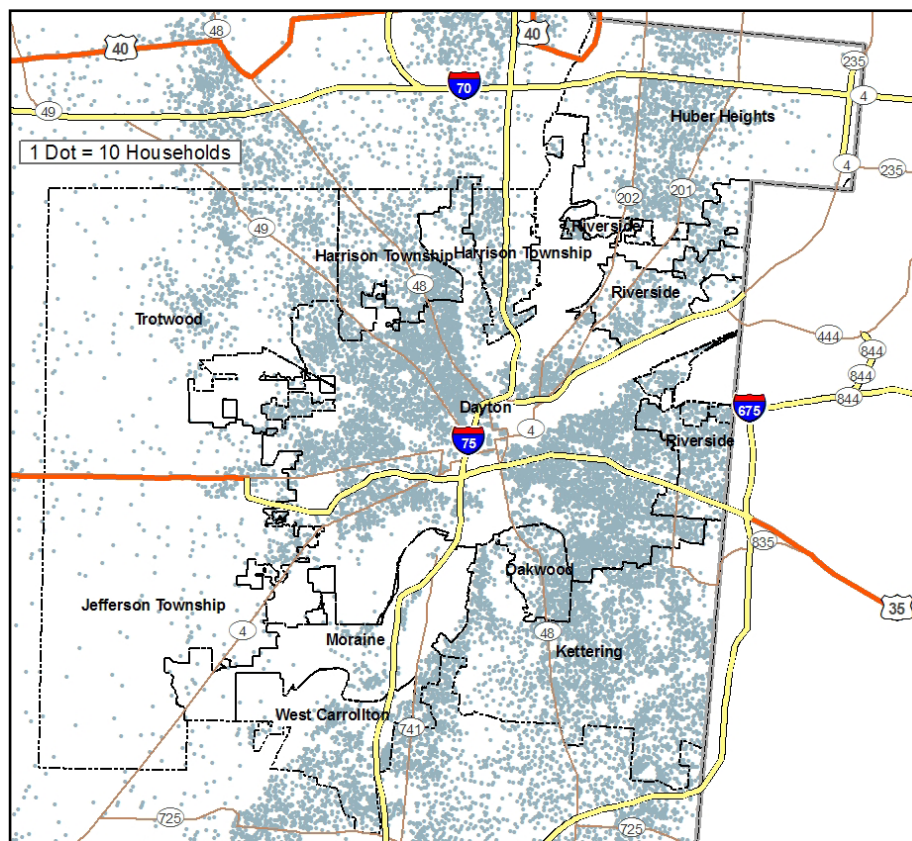 48
40
40
235
70
4
49
Huber Heights
1 Dot = 10 Households
4
235
202
201
49
Riverside
Harrison Township
Harrison Township
48
Riverside
Trotwood
444
844
844
844
Dayton
675
4
75
Riverside
835
Oakwood
35
Jefferson Township
4
48
Moraine
Kettering
West Carrollton
741
725
725